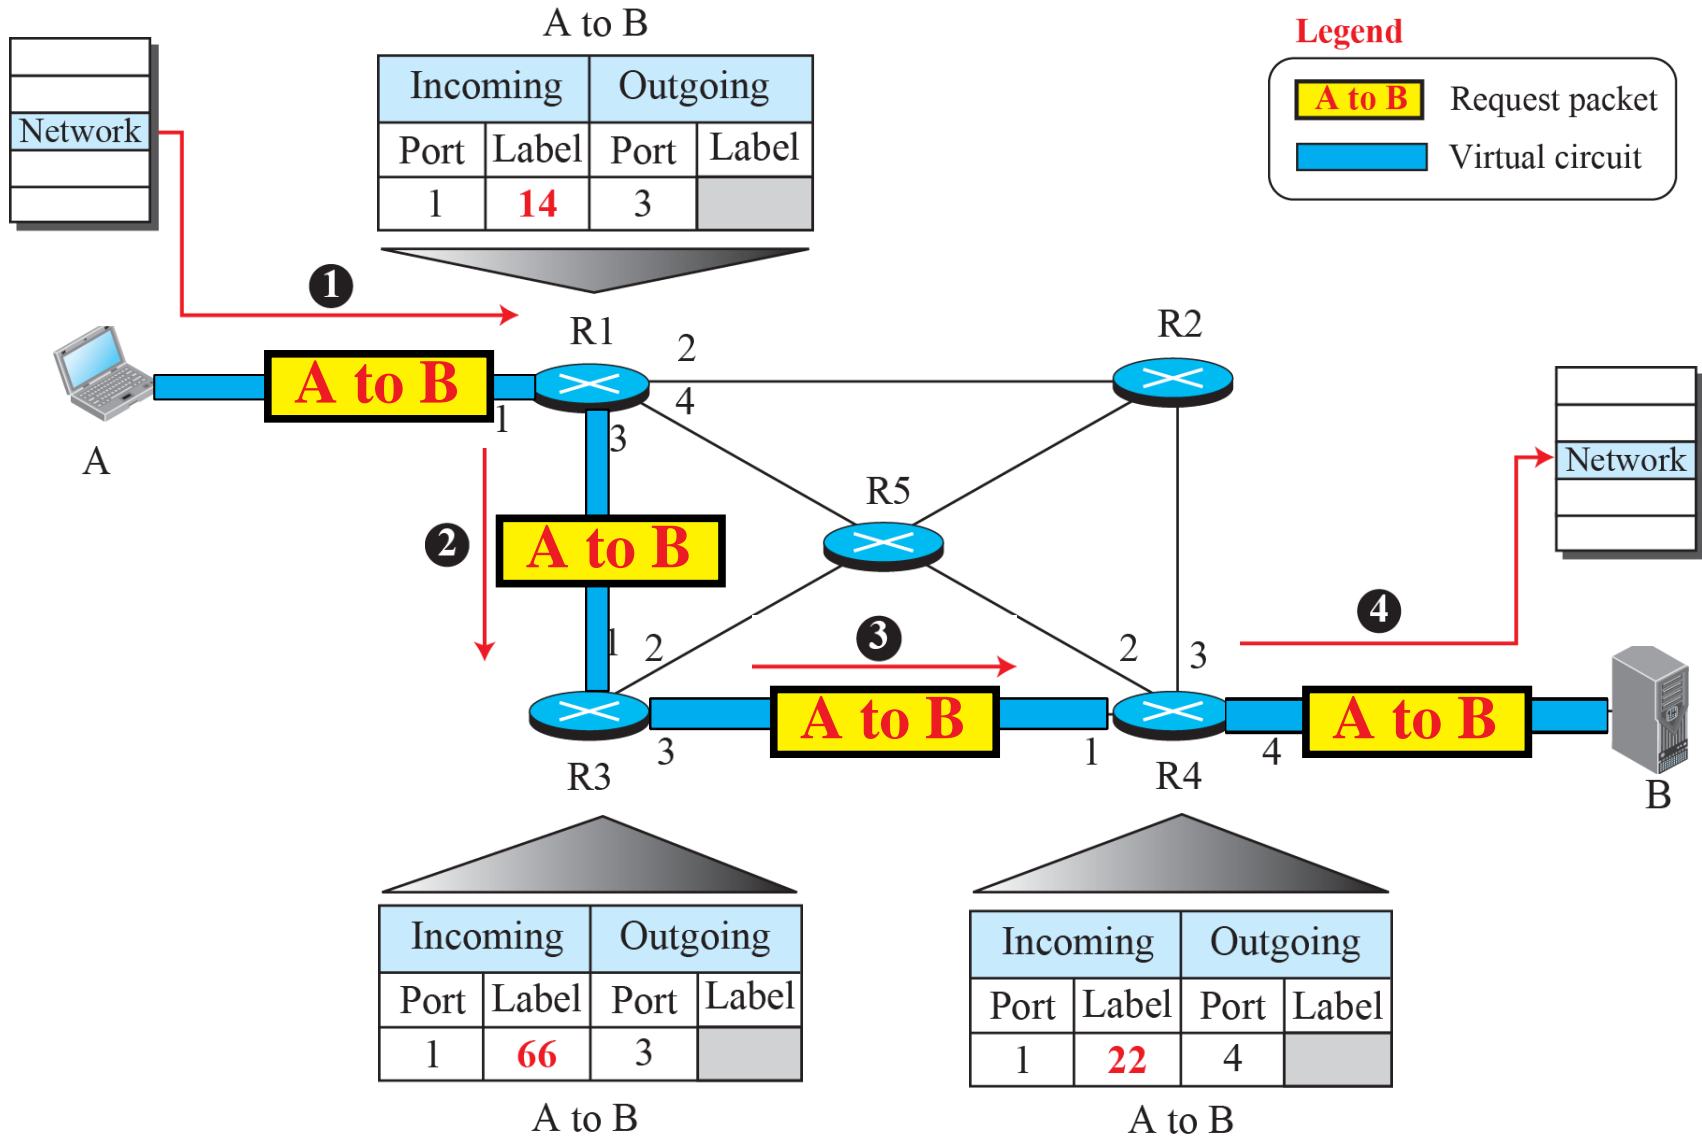 A to B
Legend
Incoming Outgoing
Port Label Port Label
1 14 3
A to B Request packet
Virtual circuit
Network
1
R1
R2
2
4
A to B
1
3
A
R5
Network
2
A to B
1
2
3
2
3
4
R3
3
A to B
1
R4
4
A to B
B
Incoming Outgoing
Port Label Port Label
1 66 3
A to B
Incoming Outgoing
Port Label Port Label
1 22 4
A to B